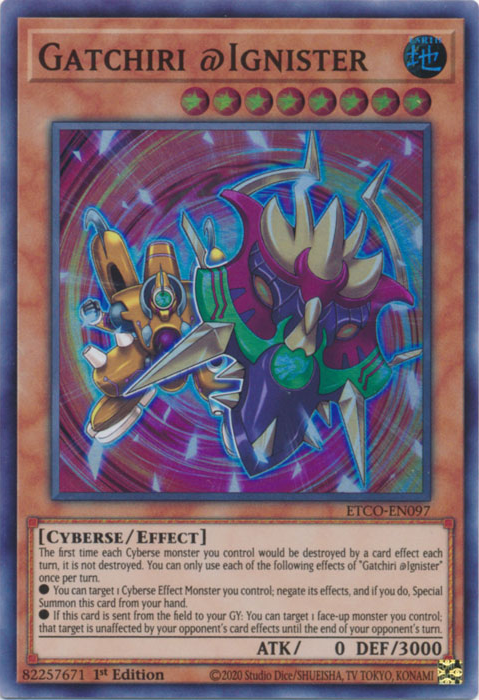 GATCHIRI @IGNISTER
EARTH
地
ETCO-EN097
[CYBERSE/EFFECT]
The first time each Cyberse monster you control would be destroyed by a card effect each
turn, it is not destroyed. You can only use each of the following effects of "Gatchiri @Ignister"
once per turn.
● You can target 1 Cyberse Effect Monster you control; negate its effects, and if you do, Special
Summon this card from your hand.
● If this card is sent from the field to your GY: You can target 1 face-up monster you control;
that target is unaffected by your opponent's card effects until the end of your opponent's turn.
ATK/ 0 DEF/3000
82257671 1st Edition ©2020 Studio Dice/SHUEISHA, TV TOKYO, KONAMI